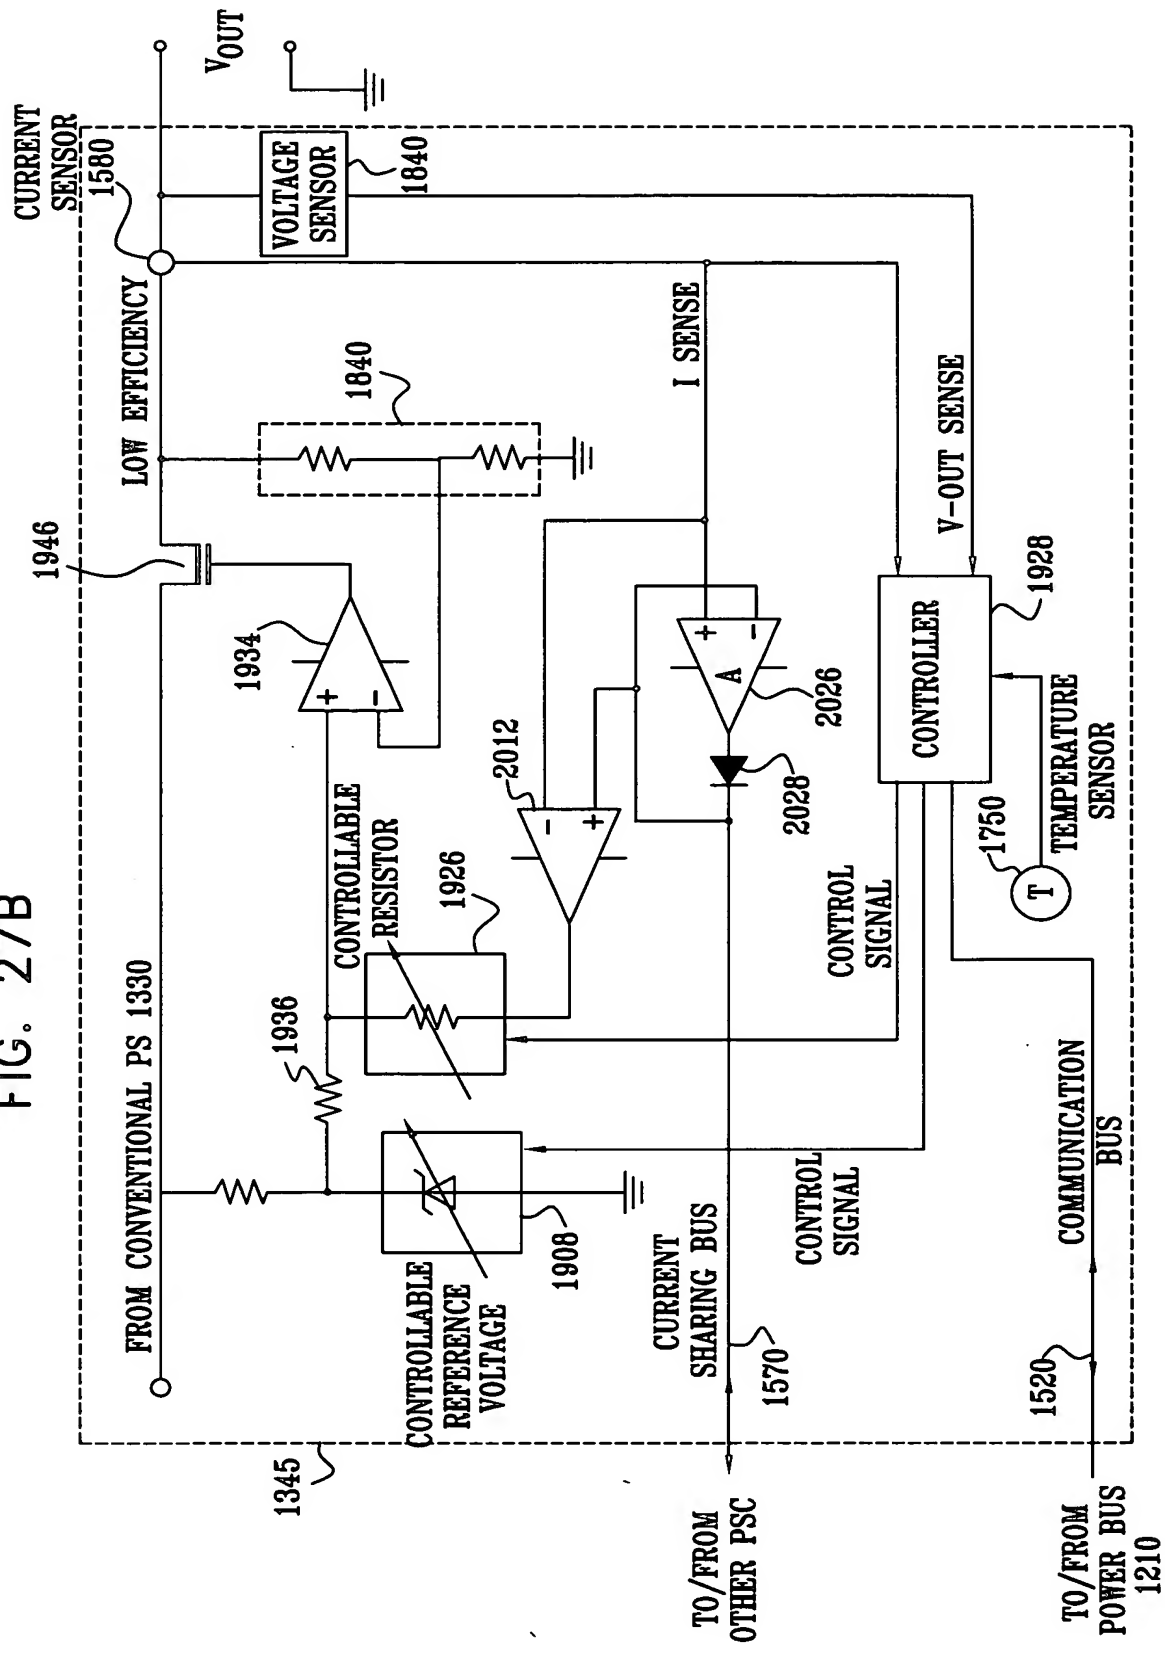 FIG. 27B
FROM CONVENTIONAL PS 1330
1946
LOW EFFICIENCY
CURRENT
SENSOR
1580
VOUT
1345
1936
1934
1840
VOLTAGE
SENSOR
1840
CONTROLLABLE
REFERENCE
VOLTAGE
1908
CONTROLLABLE
RESISTOR
1926
+
-
2012
-
+
I SENSE
CURRENT
SHARING BUS
1570
TO/FROM
OTHER PSC
2028
A
+
-
2026
CONTROL
SIGNAL
CONTROL
SIGNAL
CONTROLLER
1928
V-OUT SENSE
1750
T
TEMPERATURE
SENSOR
COMMUNICATION
BUS
1520
TO/FROM
POWER BUS
1210